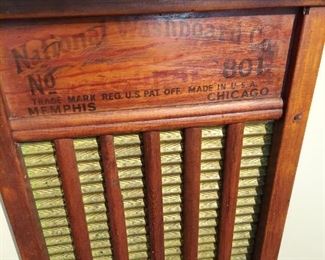 National Washboard Co.
No 801
TRADE MARK REG. U.S. PAT. OFF. MADE IN U.S.A.
MEMPHIS CHICAGO